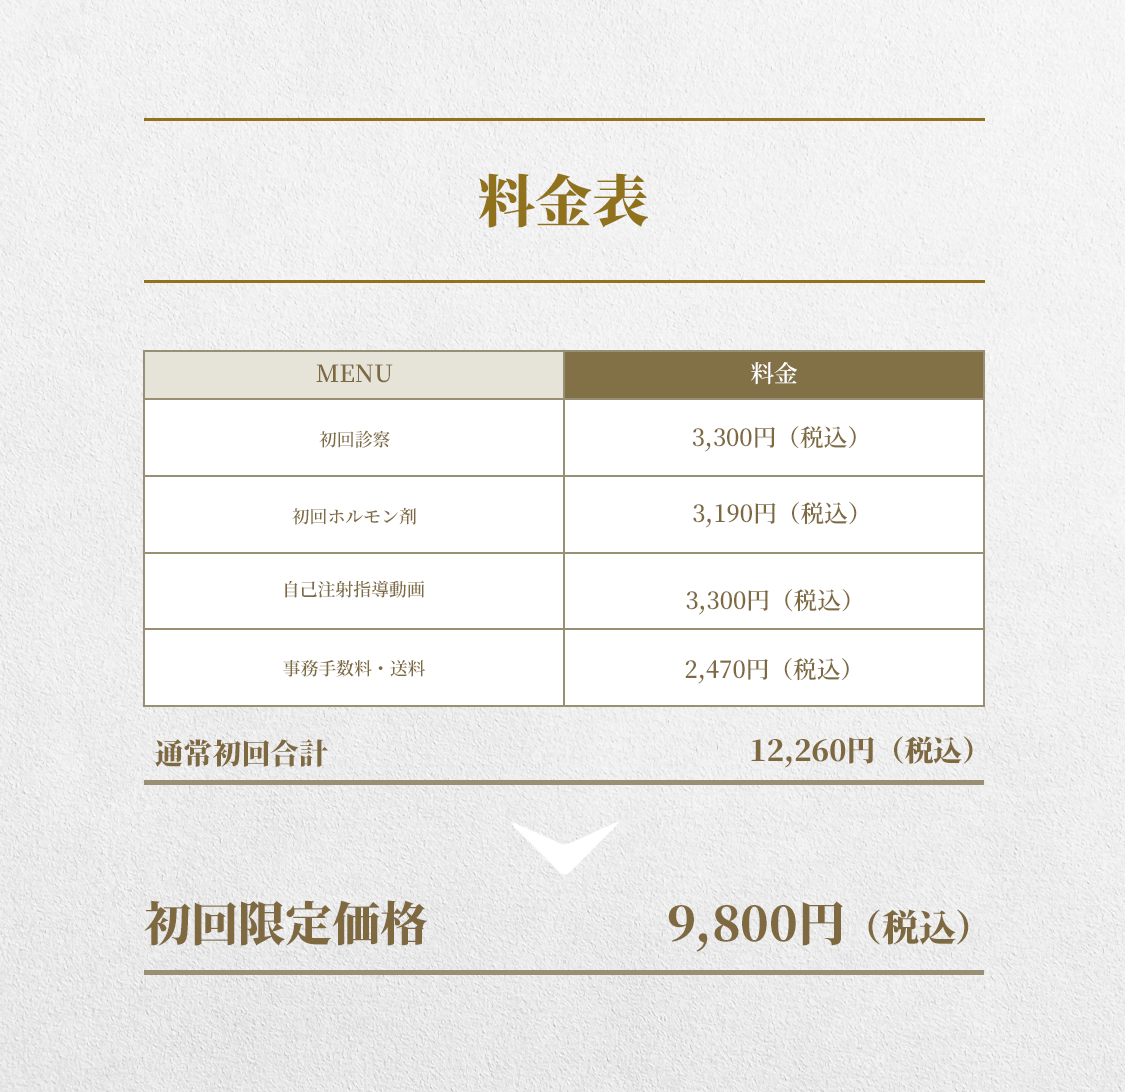 料金表
MENU 料金
初回診察 3,300円（税込）
初回ホルモン剤 3,190円（税込）
自己注射指導動画 3,300円（税込）
事務手数料・送料 2,470円（税込）
通常初回合計 12,260円（税込）
初回限定価格 9,800円（税込）